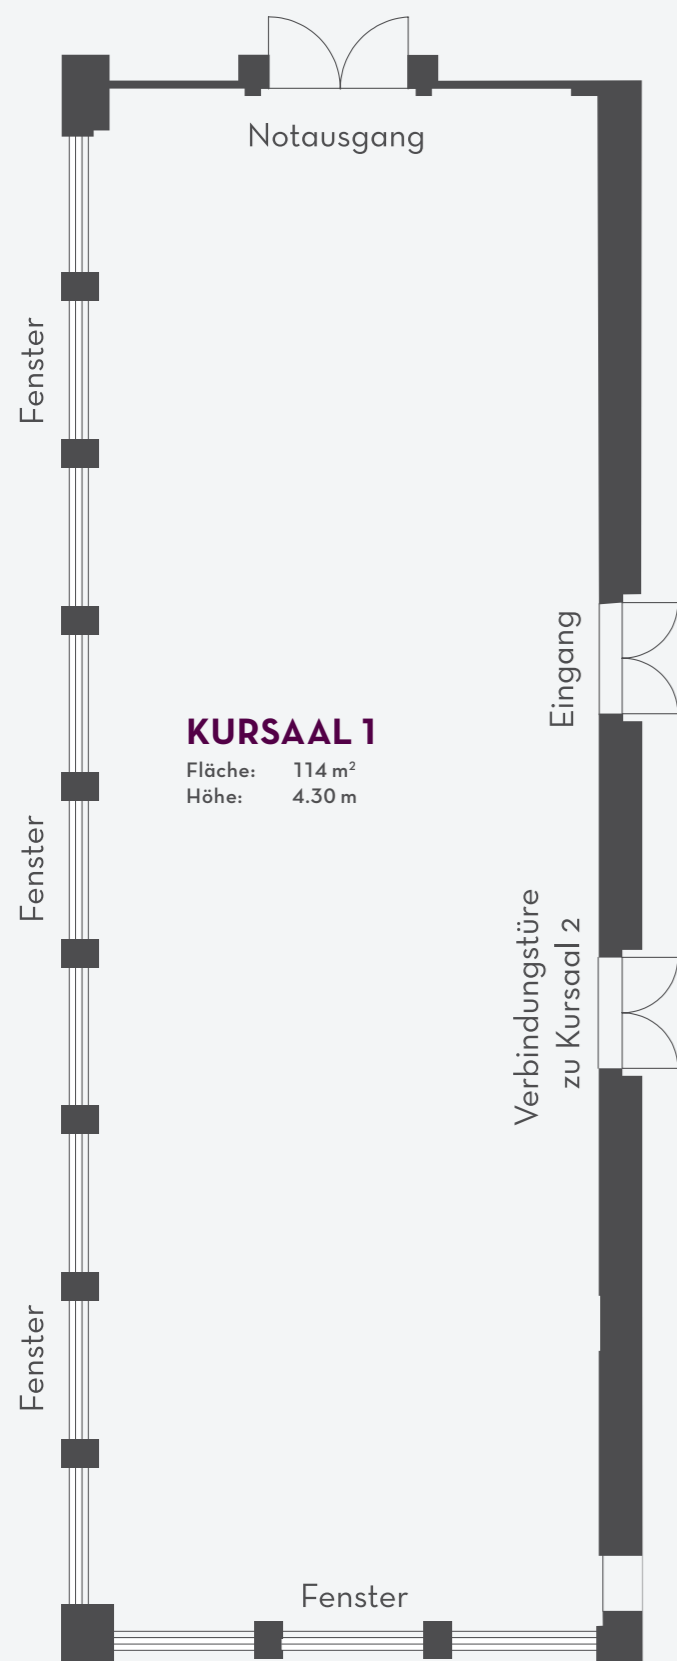 Notausgang
Fenster
Eingang
KURSAAL 1
Fläche: 114 m²
Höhe: 4.30 m
Fenster
Verbindungstüre
zu Kursaal 2
Fenster
Fenster